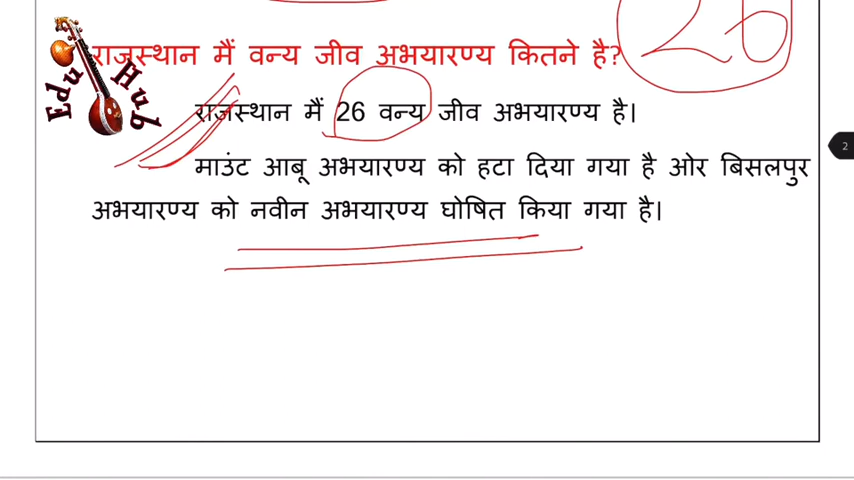 26
राजस्थान मैं वन्य जीव अभयारण्य कितने है?
Edu Hub
राजस्थान मैं 26 वन्य जीव अभयारण्य है।
2
माउंट आबू अभयारण्य को हटा दिया गया है ओर बिसलपुर
अभयारण्य को नवीन अभयारण्य घोषित किया गया है।